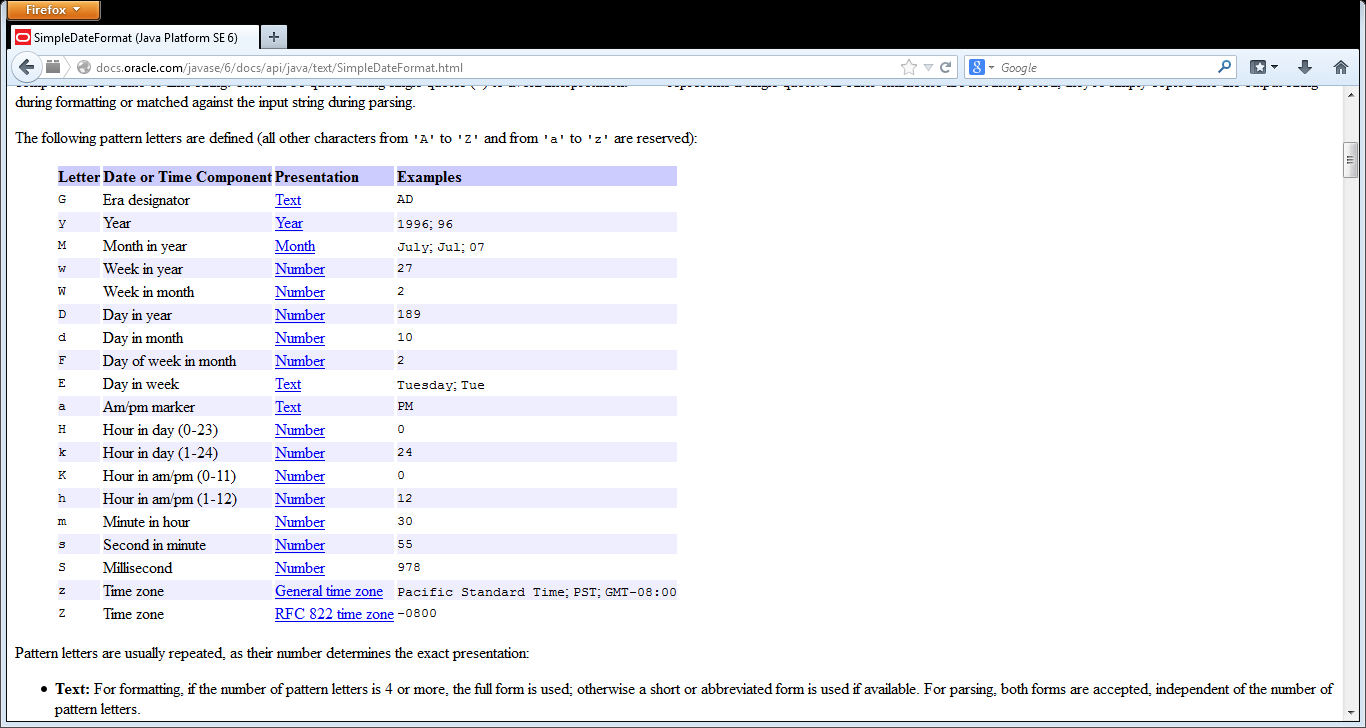 Firefox
SimpleDateFormat (Java Platform SE 6)
docs.oracle.com/javase/6/docs/api/java/text/SimpleDateFormat.html
Google
during formatting or matched against the input string during parsing.
The following pattern letters are defined (all other characters from 'A' to 'Z' and from 'a' to 'z' are reserved):
Letter Date or Time Component Presentation Examples
G Era designator Text AD
y Year Year 1996; 96
M Month in year Month July; Jul; 07
w Week in year Number 27
W Week in month Number 2
D Day in year Number 189
d Day in month Number 10
F Day of week in month Number 2
E Day in week Text Tuesday; Tue
a Am/pm marker Text PM
H Hour in day (0-23) Number 0
k Hour in day (1-24) Number 24
K Hour in am/pm (0-11) Number 0
h Hour in am/pm (1-12) Number 12
m Minute in hour Number 30
s Second in minute Number 55
S Millisecond Number 978
z Time zone General time zone Pacific Standard Time; PST; GMT-08:00
Z Time zone RFC 822 time zone -0800
Pattern letters are usually repeated, as their number determines the exact presentation:
• Text: For formatting, if the number of pattern letters is 4 or more, the full form is used; otherwise a short or abbreviated form is used if available. For parsing, both forms are accepted, independent of the number of
pattern letters.